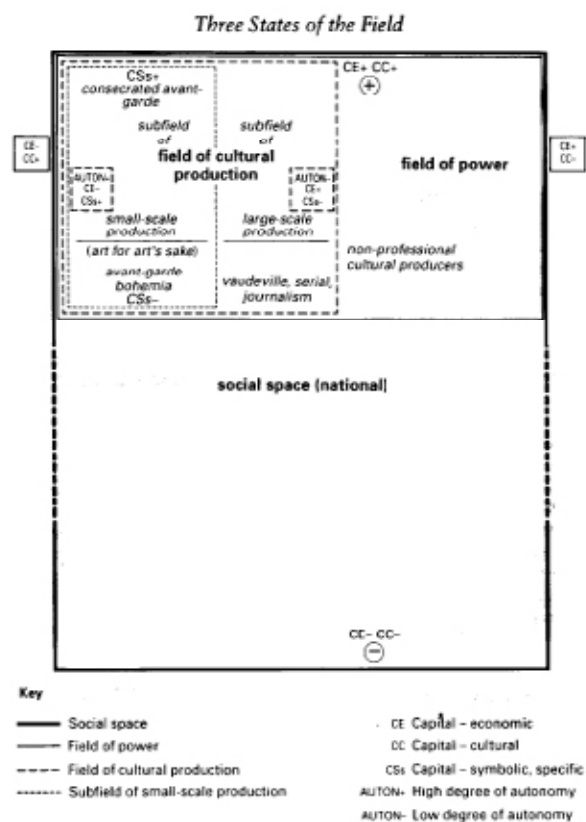 Three States of the Field
CSs+
consecrated avant-
garde
subfield
of
subfield
of
field of cultural
production
AUTON+
CE-
CSs+
AUTON-
CE+
CSs-
small-scale
production
(art for art's sake)
avant-garde
bohemia
CSs-
large-scale
production
vaudeville, serial,
journalism
CE+ CC+
+
field of power
non-professional
cultural producers
CE-
CC+
CE+
CC-
social space (national)
CE- CC-
−
Key
Social space
Field of power
Field of cultural production
Subfield of small-scale production
CE Capital – economic
CC Capital – cultural
CSs Capital – symbolic, specific
AUTON+ High degree of autonomy
AUTON- Low degree of autonomy